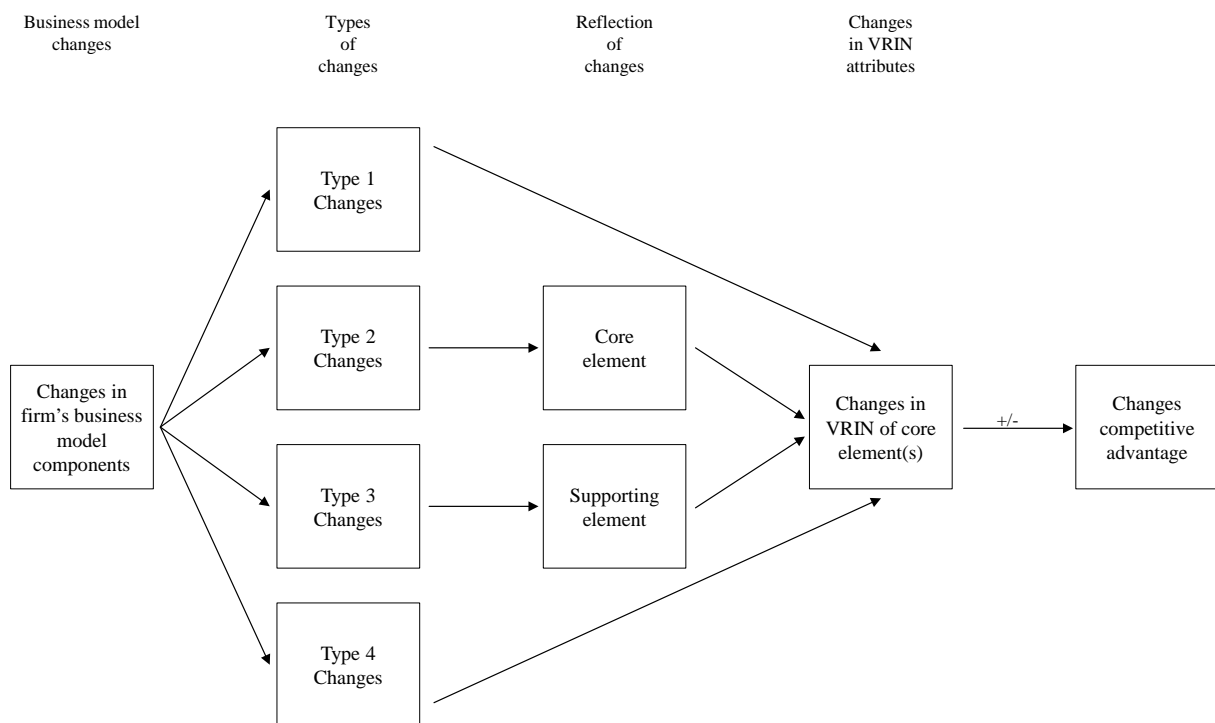 Business model
changes
Types
of
changes
Reflection
of
changes
Changes
in VRIN
attributes
Type 1
Changes
Type 2
Changes
Core
element
Changes in
firm’s business
model
components
Changes in
VRIN of core
element(s)
+/-
Changes
competitive
advantage
Type 3
Changes
Supporting
element
Type 4
Changes